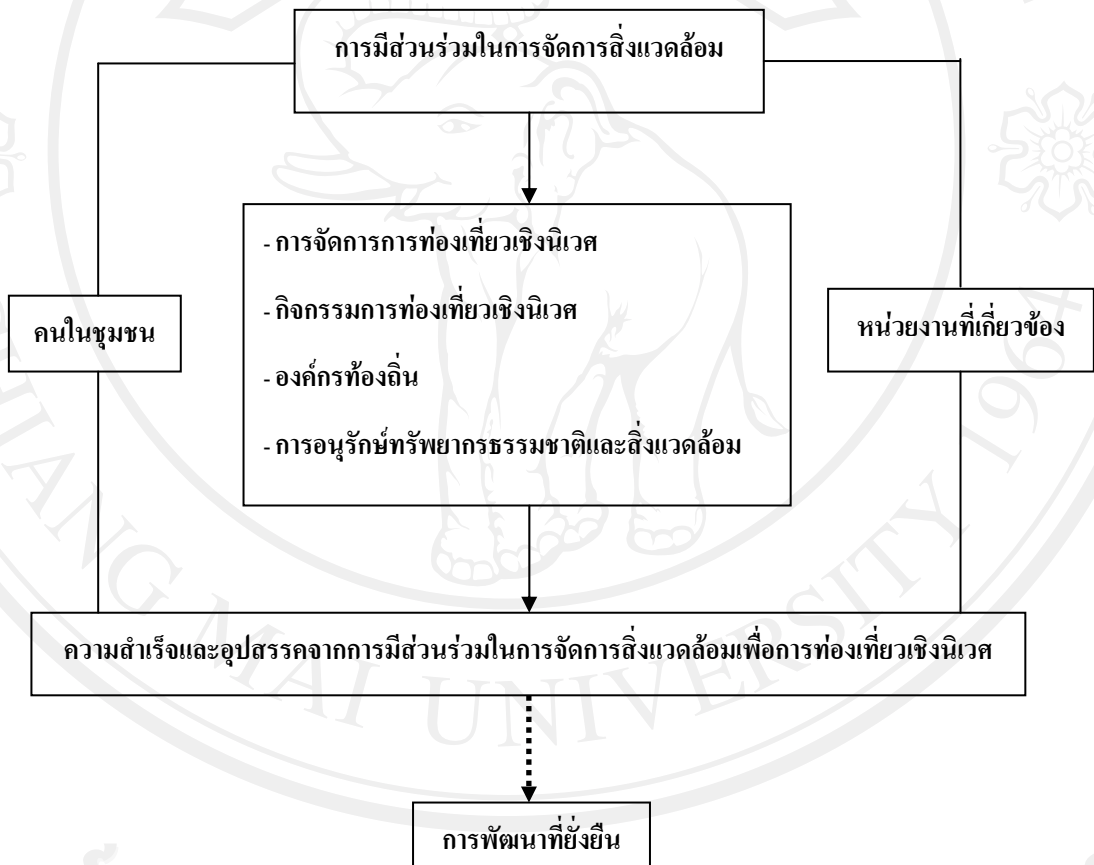 การมีส่วนร่วมในการจัดการสิ่งแวดล้อม
- การจัดการการท่องเที่ยวเชิงนิเวศ
- กิจกรรมการท่องเที่ยวเชิงนิเวศ
- องค์กรท้องถิ่น
- การอนุรักษ์ทรัพยากรธรรมชาติและสิ่งแวดล้อม
คนในชุมชน
หน่วยงานที่เกี่ยวข้อง
ความสำเร็จและอุปสรรคจากการมีส่วนร่วมในการจัดการสิ่งแวดล้อมเพื่อการท่องเที่ยวเชิงนิเวศ
การพัฒนาที่ยั่งยืน
CHIANG MAI UNIVERSITY 1964